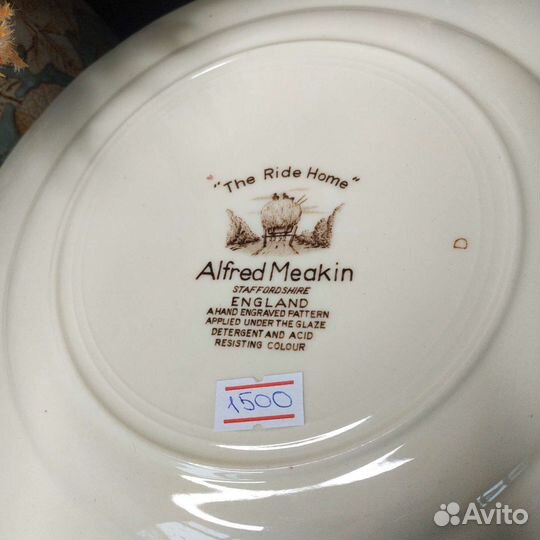 "The Ride Home"
Alfred Meakin
STAFFORDSHIRE
ENGLAND
A HAND ENGRAVED PATTERN
APPLIED UNDER THE GLAZE
DETERGENT AND ACID
RESISTING COLOUR
D
1500
Avito